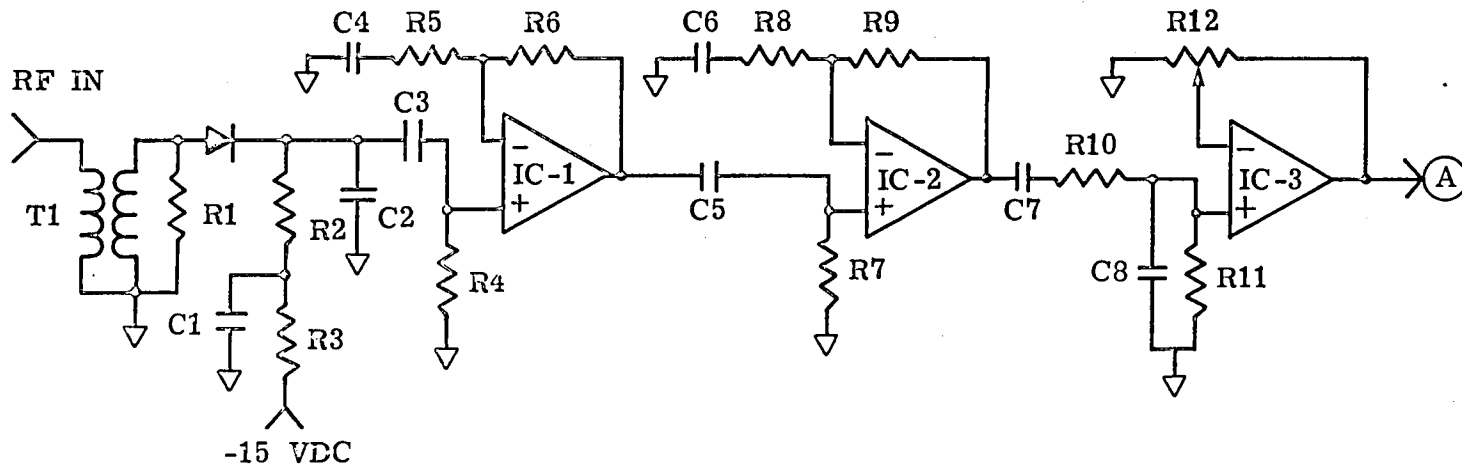 C4 R5 R6 C6 R8 R9 R12
RF IN
C3
R10
- - -
IC-1 IC-2 IC-3 A
+ + +
T1 R1 R2 C2 C5 C7
R4 R7 C8 R11
C1 R3
-15 VDC